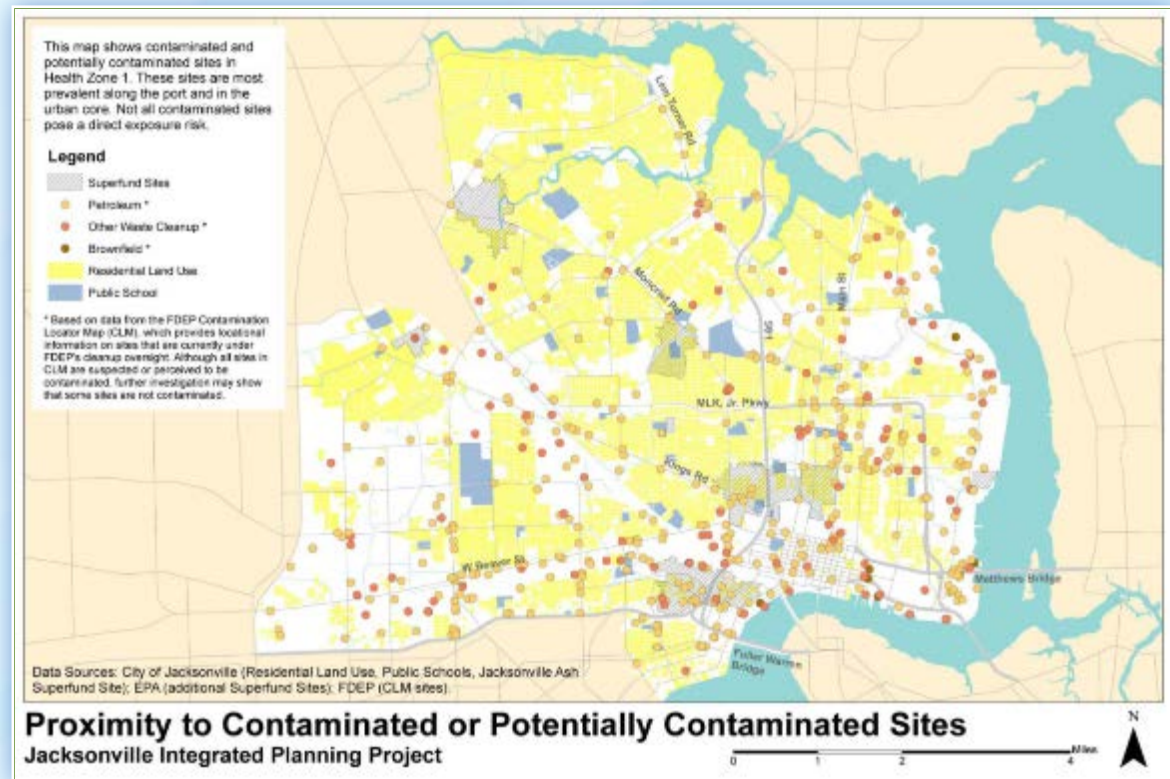 This map shows contaminated and
potentially contaminated sites in
Health Zone 1. These sites are most
prevalent along the port and in the
urban core. Not all contaminated sites
pose a direct exposure risk.
Legend
Superfund Sites
Petroleum *
Other Waste Cleanup *
Brownfield *
Residential Land Use
Public School
* Based on data from the FDEP Contamination
Locator Map (CLM), which provides locational
information on sites that are currently under
FDEP's cleanup oversight. Although all sites in
CLM are suspected or perceived to be
contaminated, further investigation may show
that some sites are not contaminated.
Lem Turner Rd
Moncrief Rd
Main St
I-95
MLK, Jr. Pkwy
Kings Rd
W Beaver St
Matthews Bridge
Fuller Warren
Bridge
Data Sources: City of Jacksonville (Residential Land Use, Public Schools, Jacksonville Ash
Superfund Site); EPA (additional Superfund Sites); FDEP (CLM sites).
Proximity to Contaminated or Potentially Contaminated Sites
Jacksonville Integrated Planning Project
N
Miles
0 1 2 4